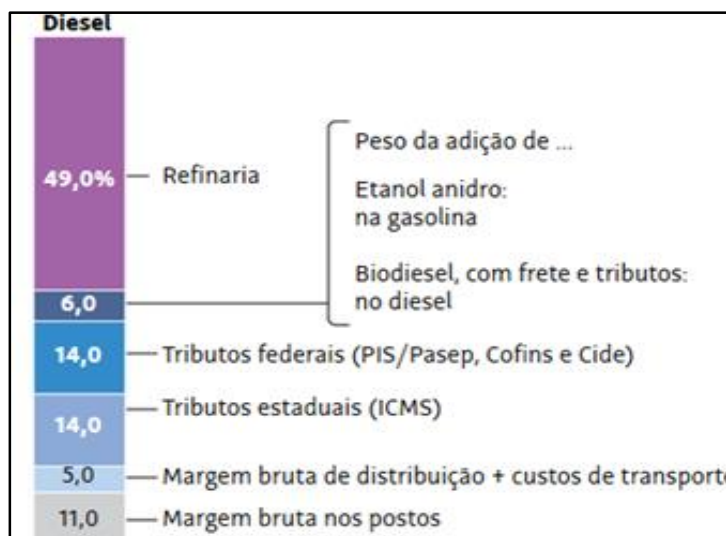 Diesel
49,0%
Refinaria
Peso da adição de ...
Etanol anidro:
na gasolina
Biodiesel, com frete e tributos:
no diesel
6,0
14,0
Tributos federais (PIS/Pasep, Cofins e Cide)
14,0
Tributos estaduais (ICMS)
5,0
Margem bruta de distribuição + custos de transporte
11,0
Margem bruta nos postos